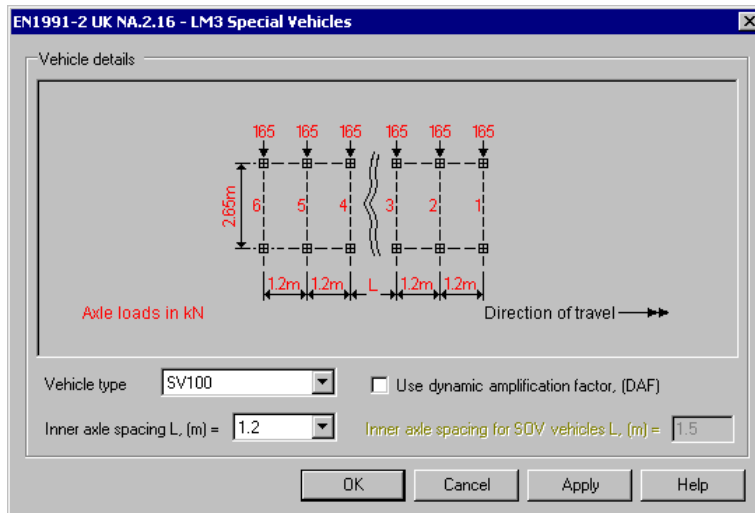 EN1991-2 UK NA.2.16 - LM3 Special Vehicles
Vehicle details
165 165 165 165 165 165
2.65m
6 5 4 3 2 1
1.2m 1.2m L 1.2m 1.2m
Axle loads in kN
Direction of travel
Vehicle type SV100
Use dynamic amplification factor, (DAF)
Inner axle spacing L, (m) = 1.2
Inner axle spacing for SOV vehicles L, (m) = 1.5
OK Cancel Apply Help